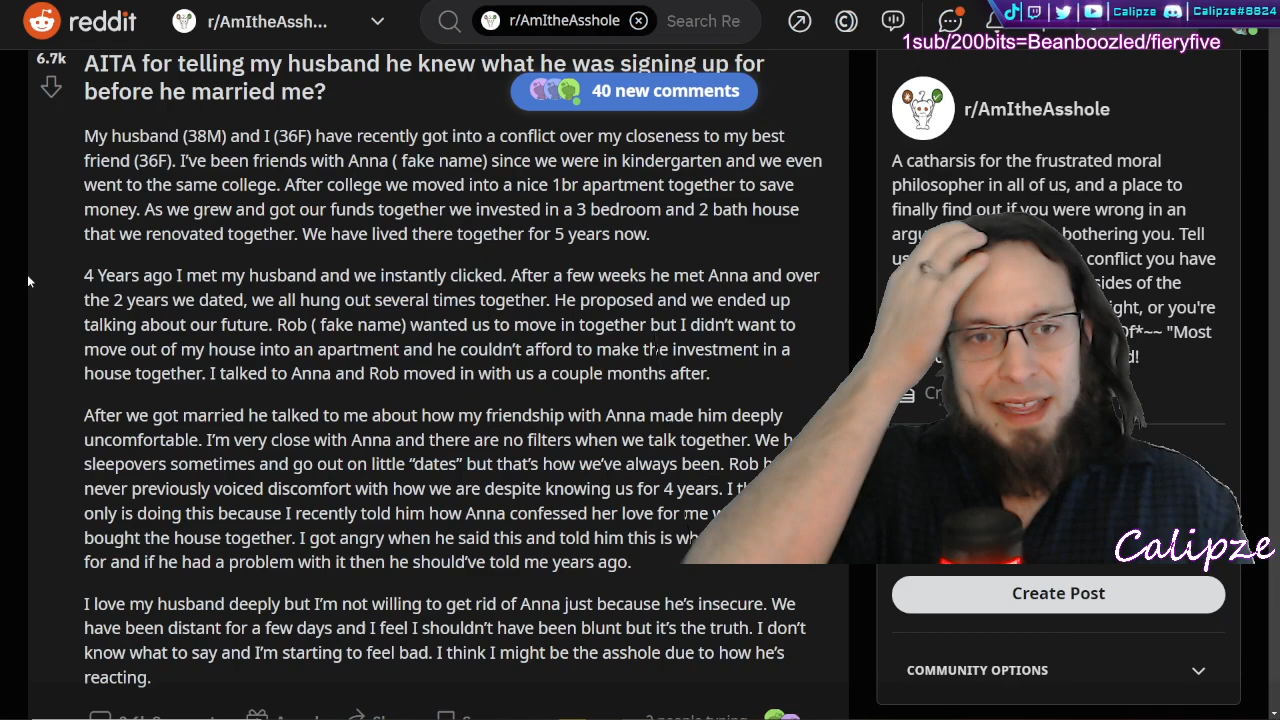 reddit
r/AmItheAssh...
r/AmItheAsshole
Search Re
Calipze
Calipze#8824
1sub/200bits=Beanboozled/fieryfive
6.7k
AITA for telling my husband he knew what he was signing up for
before he married me?
40 new comments
My husband (38M) and I (36F) have recently got into a conflict over my closeness to my best
friend (36F). I've been friends with Anna ( fake name) since we were in kindergarten and we even
went to the same college. After college we moved into a nice 1br apartment together to save
money. As we grew and got our funds together we invested in a 3 bedroom and 2 bath house
that we renovated together. We have lived there together for 5 years now.
4 Years ago I met my husband and we instantly clicked. After a few weeks he met Anna and over
the 2 years we dated, we all hung out several times together. He proposed and we ended up
talking about our future. Rob ( fake name) wanted us to move in together but I didn't want to
move out of my house into an apartment and he couldn't afford to make the investment in a
house together. I talked to Anna and Rob moved in with us a couple months after.
After we got married he talked to me about how my friendship with Anna made him deeply
uncomfortable. I'm very close with Anna and there are no filters when we talk together. We
sleepovers sometimes and go out on little "dates" but that's how we've always been. Rob
never previously voiced discomfort with how we are despite knowing us for 4 years. I
only is doing this because I recently told him how Anna confessed her love for me
bought the house together. I got angry when he said this and told him this is
for and if he had a problem with it then he should've told me years ago.
I love my husband deeply but I'm not willing to get rid of Anna just because he's insecure. We
have been distant for a few days and I feel I shouldn't have been blunt but it's the truth. I don't
know what to say and I'm starting to feel bad. I think I might be the asshole due to how he's
reacting.
r/AmItheAsshole
A catharsis for the frustrated moral
philosopher in all of us, and a place to
finally find out if you were wrong in an
bothering you. Tell
conflict you have
sides of the
right, or you're
"Most
Calipze
Create Post
COMMUNITY OPTIONS